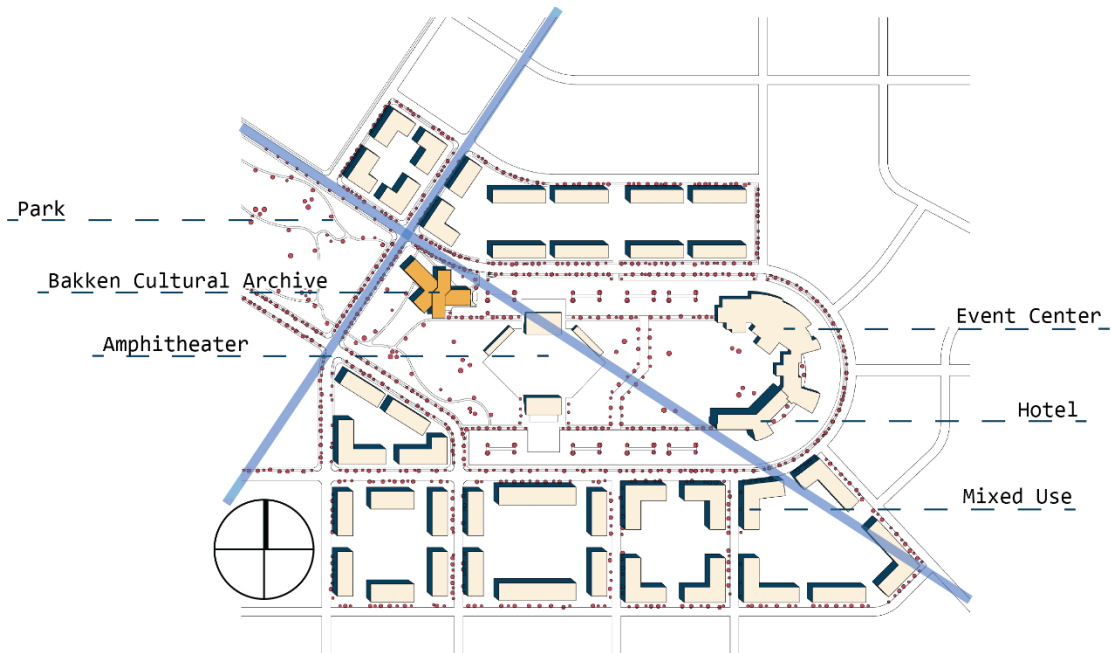 Park
Bakken Cultural Archive
Amphitheater
Event Center
Hotel
Mixed Use